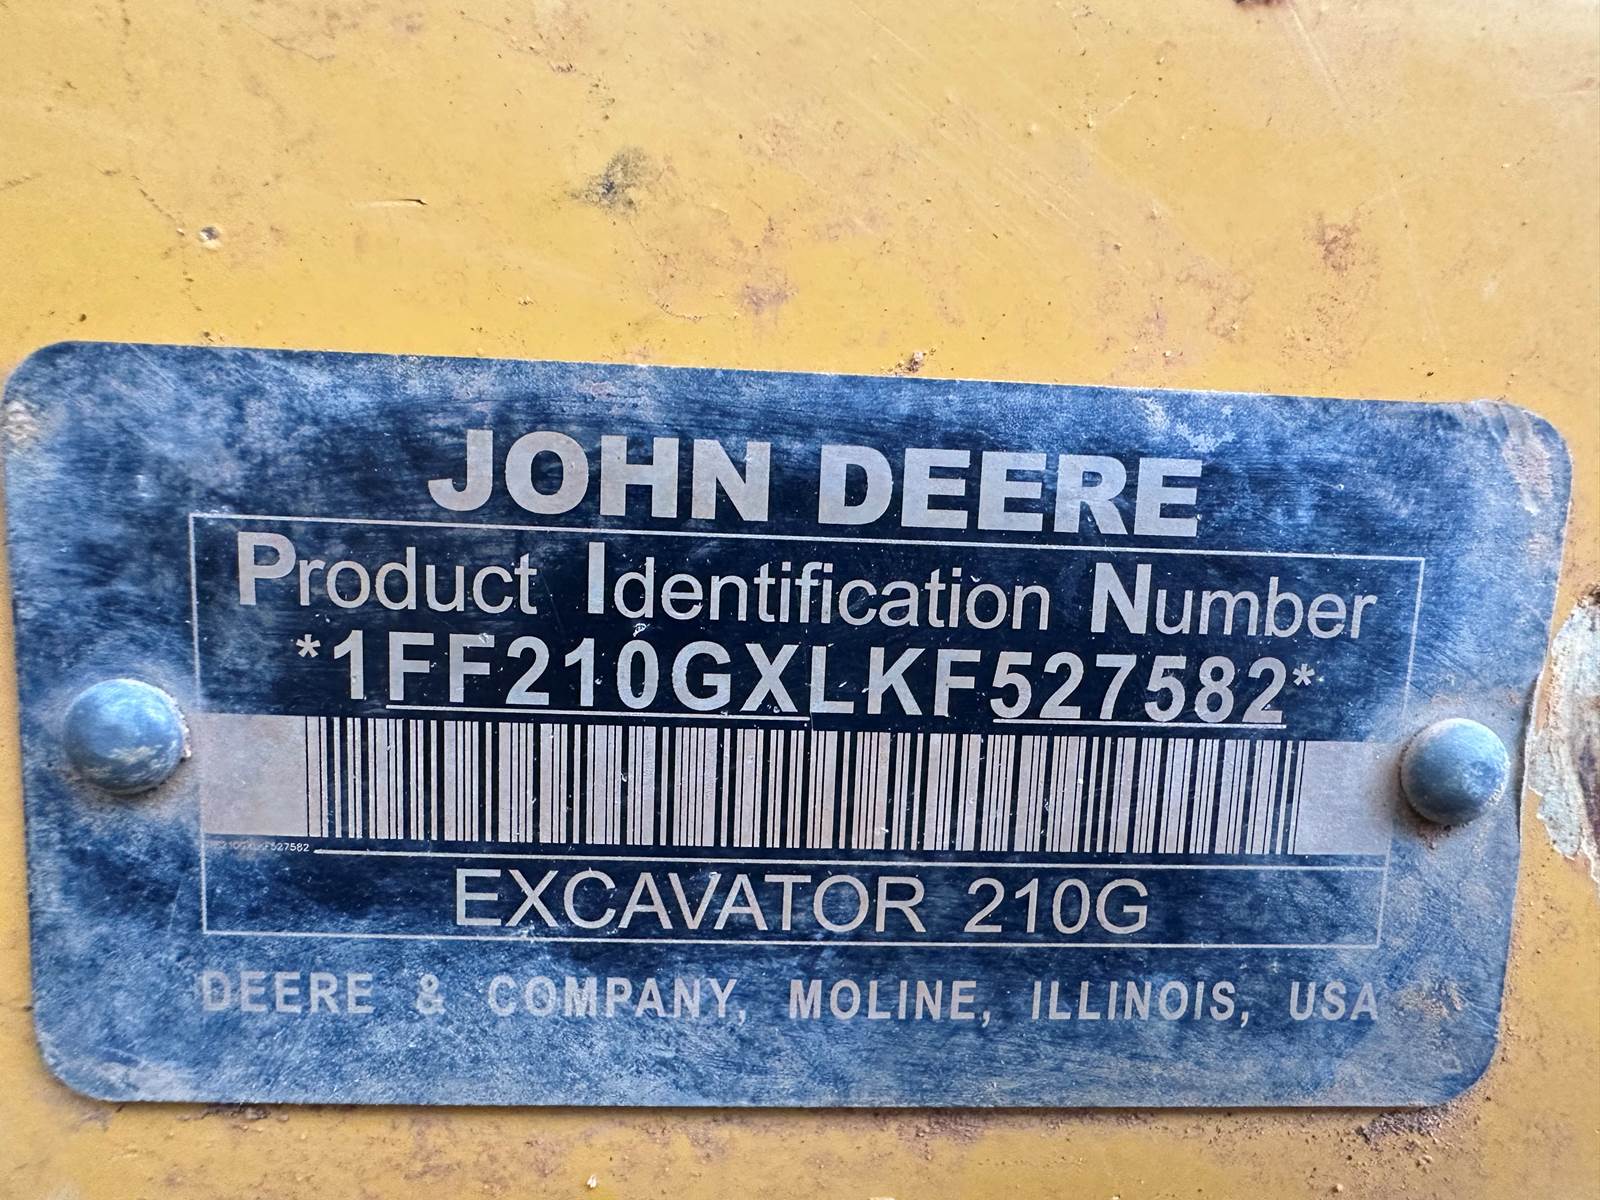 JOHN DEERE
Product Identification Number
*1FF210GXLKF527582*
EXCAVATOR 210G
DEERE & COMPANY, MOLINE, ILLINOIS, USA